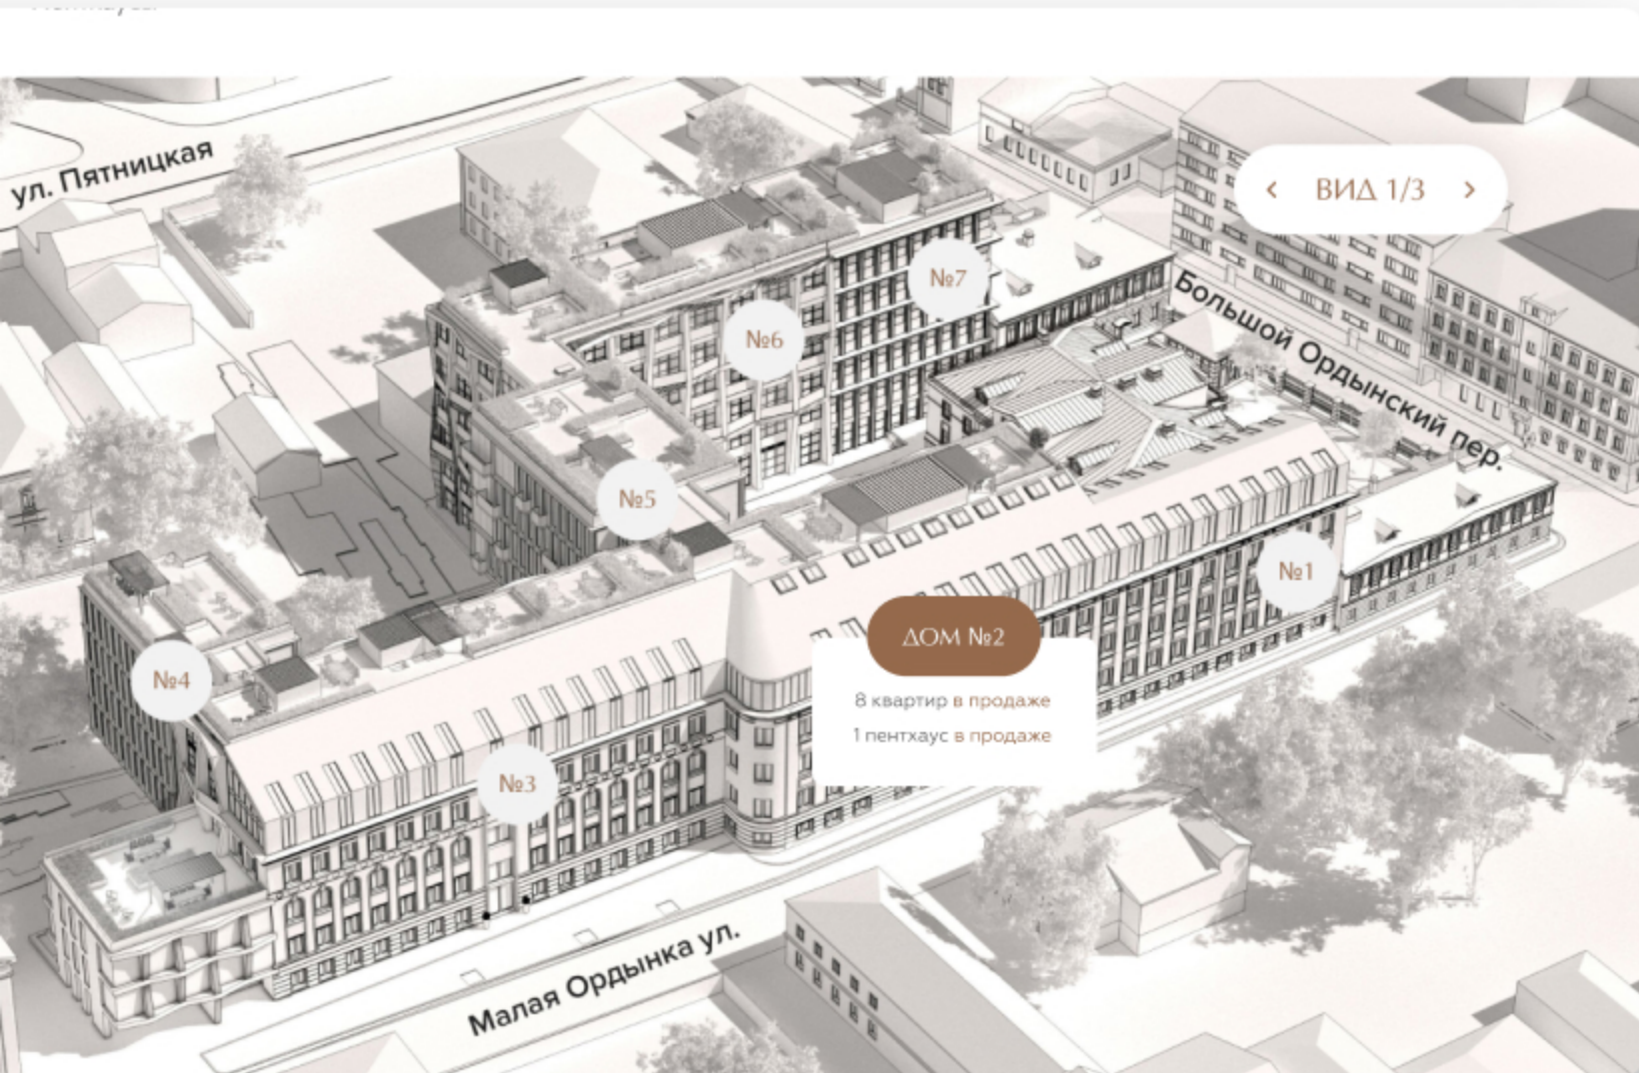 ул. Пятницкая
ВИД 1/3
№7
Большой Ордынский пер.
№6
№5
№1
ДОМ №2
8 квартир в продаже
1 пентхаус в продаже
№4
№3
Малая Ордынка ул.